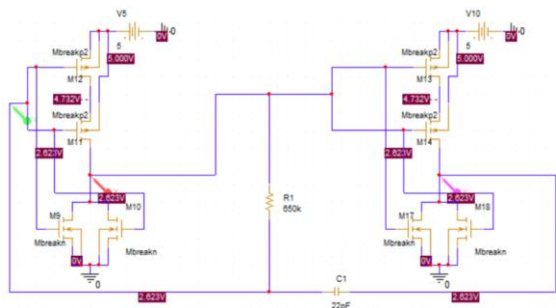 V5
0
0V
5
Mbreakp2
5.000V
M12
4.732V
Mbreakp2
M11
2.623V
2.623V
M9
M10
Mbreakn
Mbreakn
0V
0
2.623V
R1
650k
C1
22nF
V10
0
0V
5
Mbreakp2
5.000V
M13
4.732V
Mbreakp2
M14
2.623V
2.623V
M17
M18
Mbreakn
Mbreakn
0V
0
2.623V